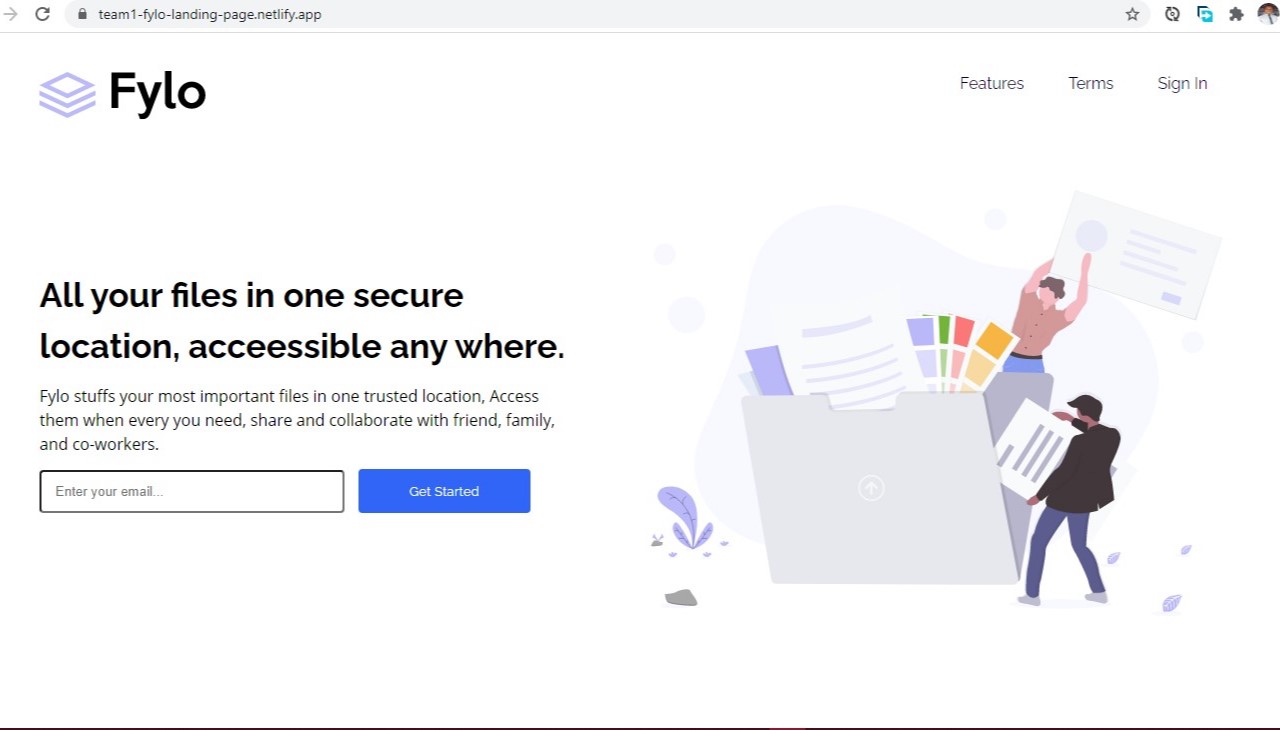 team1-fylo-landing-page.netlify.app
Fylo
Features Terms Sign In
All your files in one secure
location, acceessible any where.
Fylo stuffs your most important files in one trusted location, Access
them when every you need, share and collaborate with friend, family,
and co-workers.
Enter your email... Get Started